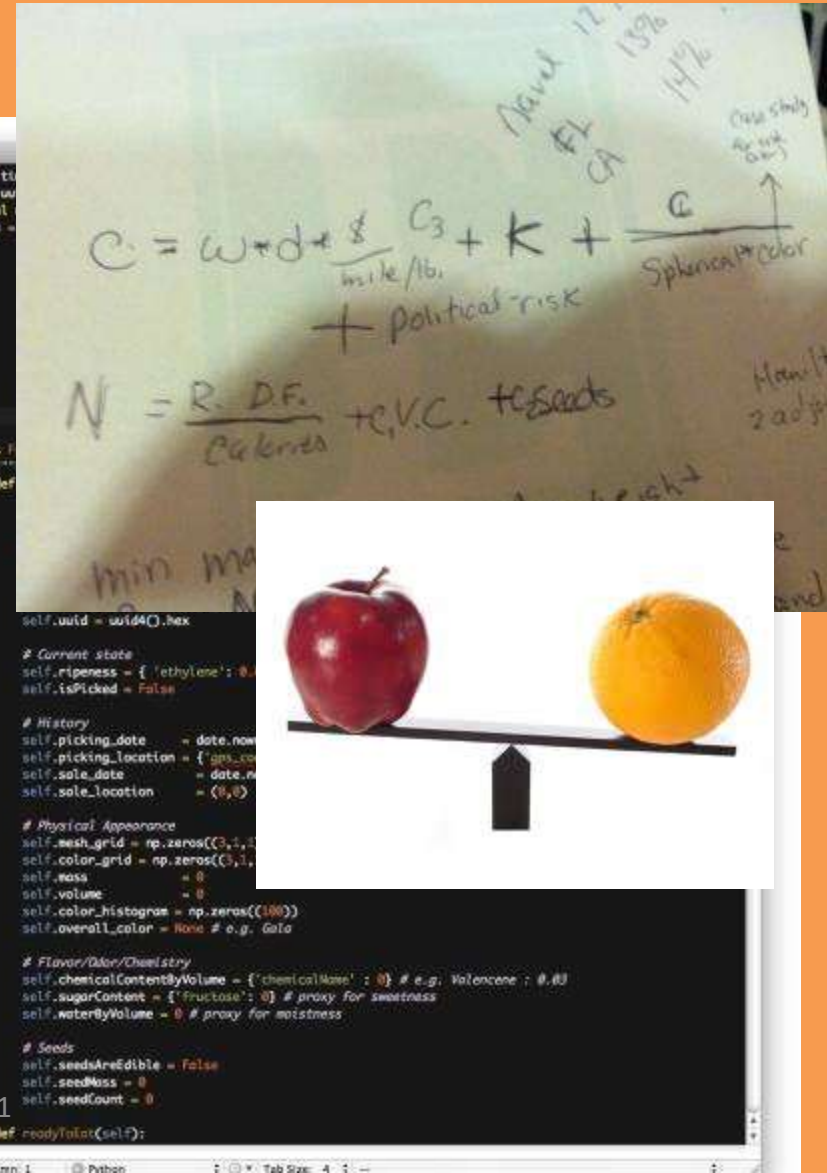 Navel
13%
14%
FL
CA
Case study
C = w*d* $ C3 + K + C
mile/lb. Spherical*color
+ Political-risk
N = R. D.F. + C,V.C. + seeds
Calories
height
min
self.uuid = uuid4().hex
# Current state
self.ripeness = { 'ethylene': 0.
self.isPicked = False
# History
self.picking_date = date.now
self.picking_location = {"gps_co
self.sale_date = date.n
self.sale_location = (0,0)
# Physical Appearance
self.mesh_grid = np.zeros((3,1,1
self.color_grid = np.zeros((3,1,
self.mass = 0
self.volume = 0
self.color_histogram = np.zeros((100))
self.overall_color = None # e.g. Gala
# Flavor/Odor/Chemistry
self.chemicalContentByVolume = {'chemicalName' : 0} # e.g. Valencene : 0.03
self.sugarContent = {'fructose': 0} # proxy for sweetness
self.waterByVolume = 0 # proxy for moistness
# Seeds
self.seedsAreEdible = False
self.seedMass = 0
self.seedCount = 0
1
def readyToEat(self):
mn: 1 Python Tab Size: 4